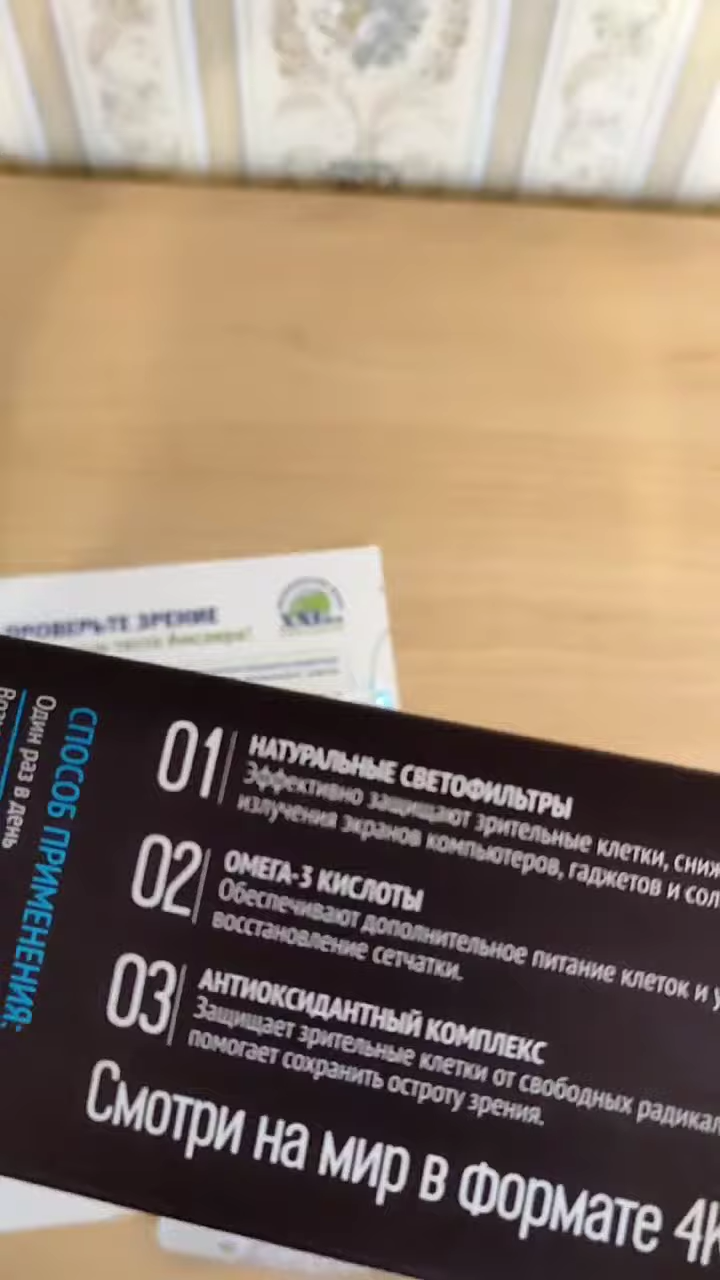 ПРОВЕРЬТЕ ЗРЕНИЕ
01
НАТУРАЛЬНЫЕ СВЕТОФИЛЬТРЫ
Эффективно защищают зрительные клетки, сниж
излучения экранов компьютеров, гаджетов и сол
02
ОМЕГА-3 КИСЛОТЫ
Обеспечивают дополнительное питание клеток и у
восстановление сетчатки.
03
АНТИОКСИДАНТНЫЙ КОМПЛЕКС
Защищает зрительные клетки от свободных радикал
помогает сохранить остроту зрения.
Смотри на мир в формате 4K
СПОСОБ ПРИМЕНЕНИЯ:
Один раз в день